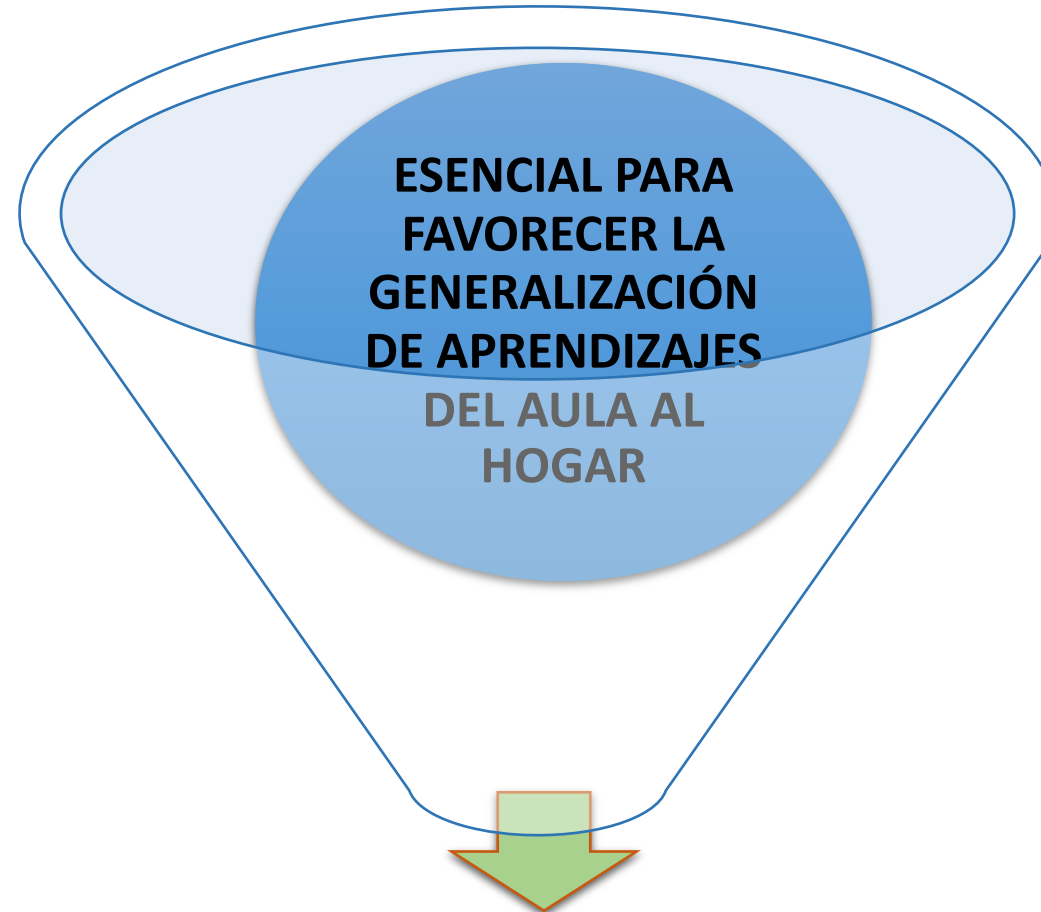 ESENCIAL PARA
FAVORECER LA
GENERALIZACIÓN
DE APRENDIZAJES
DEL AULA AL
HOGAR